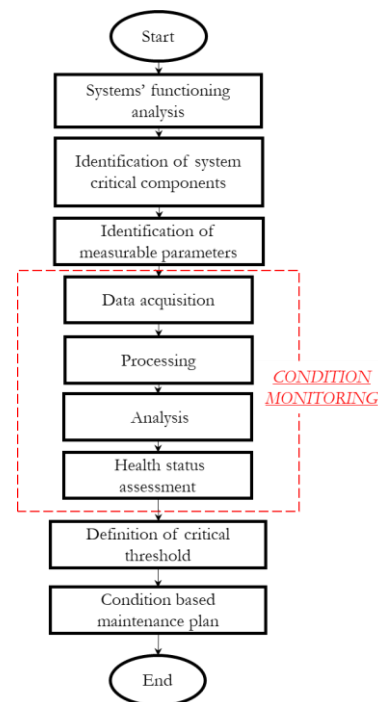 Start
Systems’ functioning
analysis
Identification of system
critical components
Identification of
measurable parameters
Data acquisition
Processing
CONDITION
MONITORING
Analysis
Health status
assessment
Definition of critical
threshold
Condition based
maintenance plan
End